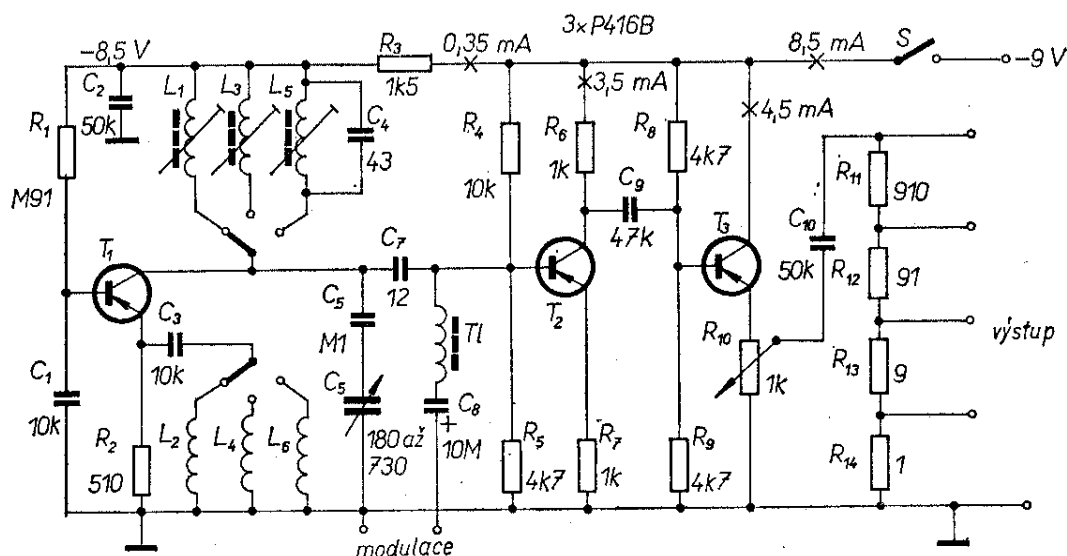 3×P416B
−8,5 V
R3
1k5
0,35 mA
8,5 mA
S
−9 V
C2
50k
L1
L3
L5
C4
43
3,5 mA
4,5 mA
R1
M91
R4
10k
R6
1k
R8
4k7
R11
910
C9
47k
C10
50k
R12
91
T1
T2
T3
C7
12
C3
10k
C5
M1
Tl
R10
1k
výstup
R13
9
C1
10k
C5
180 až
730
C8
+
10M
R2
510
L2
L4
L6
R5
4k7
R7
1k
R9
4k7
R14
1
modulace